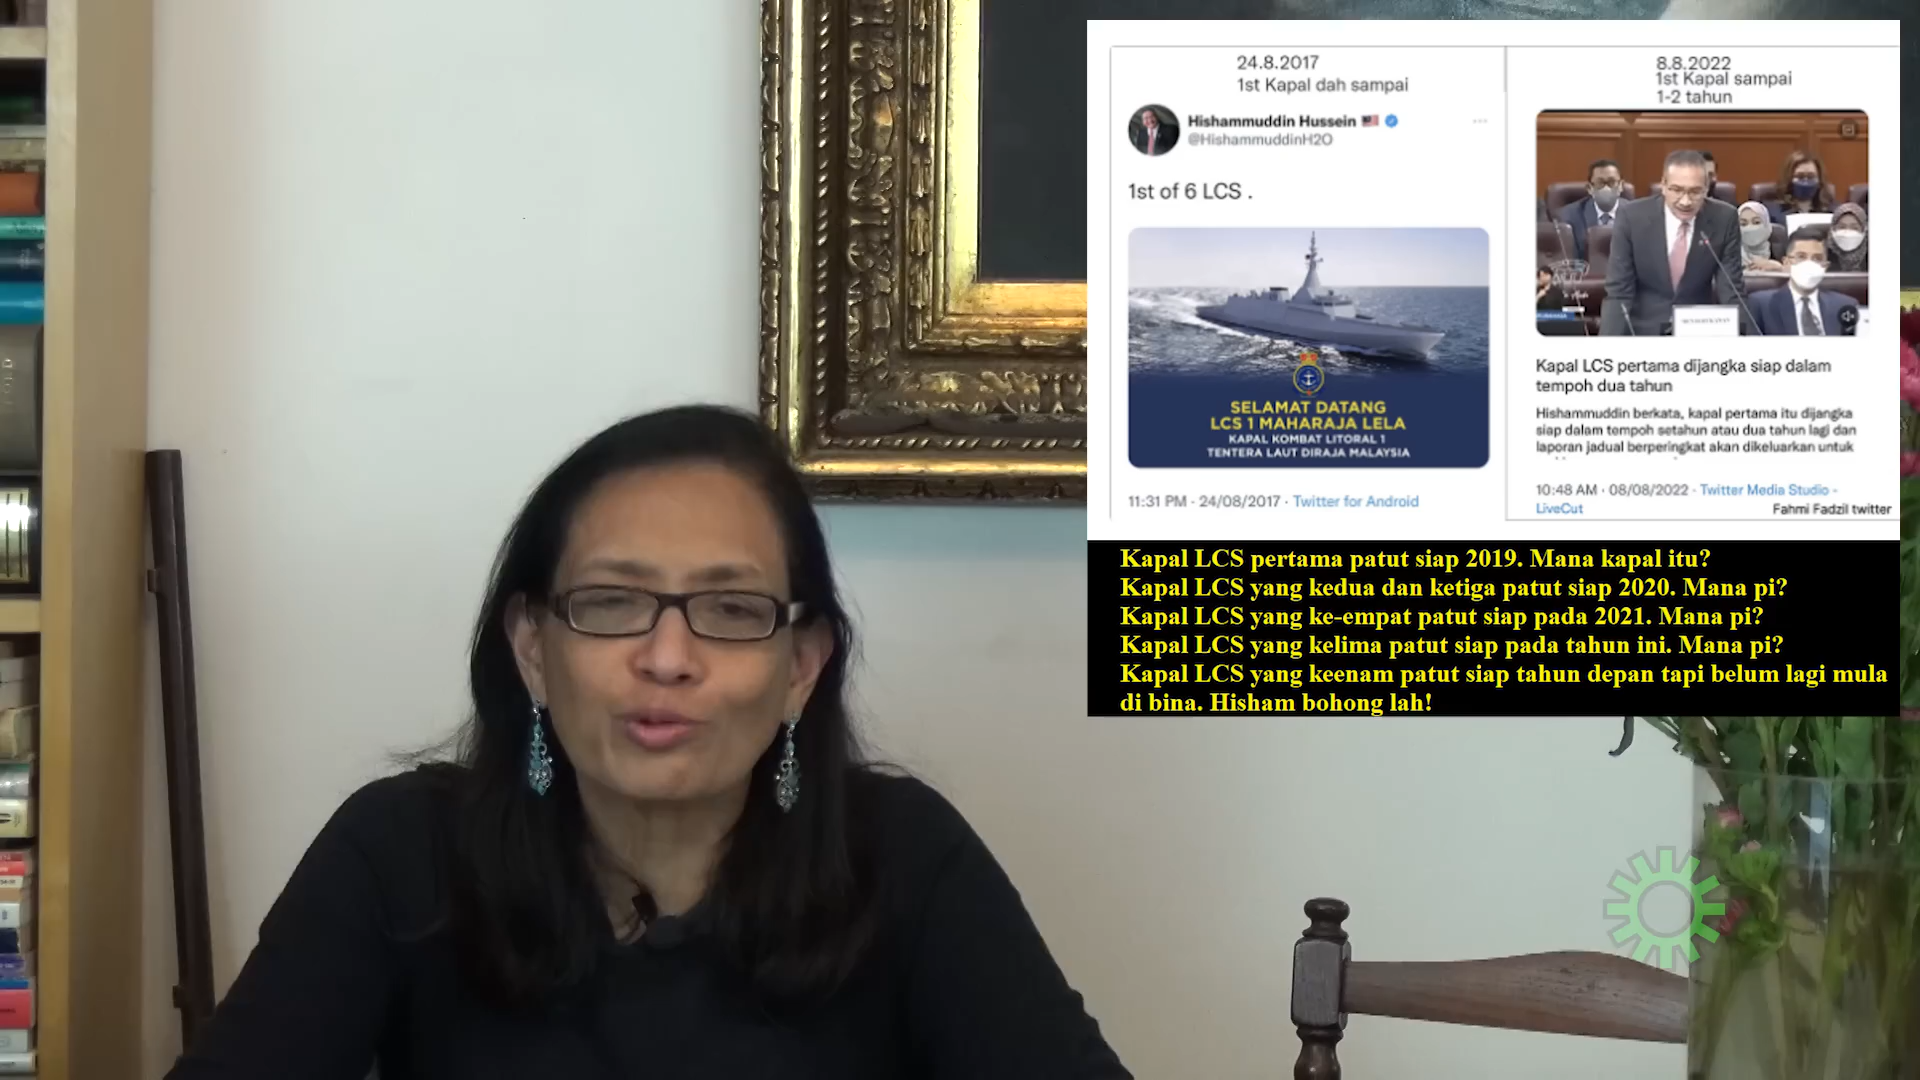 24.8.2017
1st Kapal dah sampai
Hishammuddin Hussein
@HishammuddinH2O
1st of 6 LCS .
SELAMAT DATANG
LCS 1 MAHARAJA LELA
KAPAL KOMBAT LITORAL 1
TENTERA LAUT DIRAJA MALAYSIA
11:31 PM · 24/08/2017 · Twitter for Android
8.8.2022
1st Kapal sampai
1-2 tahun
Kapal LCS pertama dijangka siap dalam
tempoh dua tahun
Hishammuddin berkata, kapal pertama itu dijangka
siap dalam tempoh setahun atau dua tahun lagi dan
laporan jadual berperingkat akan dikeluarkan untuk
10:48 AM · 08/08/2022 · Twitter Media Studio -
LiveCut
Fahmi Fadzil twitter
Kapal LCS pertama patut siap 2019. Mana kapal itu?
Kapal LCS yang kedua dan ketiga patut siap 2020. Mana pi?
Kapal LCS yang ke-empat patut siap pada 2021. Mana pi?
Kapal LCS yang kelima patut siap pada tahun ini. Mana pi?
Kapal LCS yang keenam patut siap tahun depan tapi belum lagi mula
di bina. Hisham bohong lah!